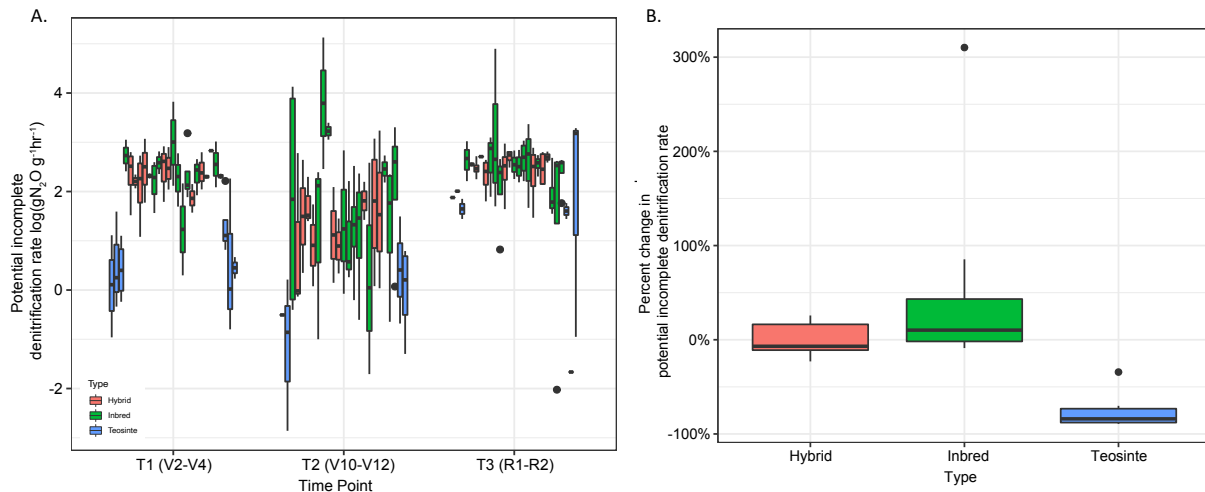 A.
Potential incomplete
denitrification rate log(gN₂O g⁻¹hr⁻¹)
4
2
0
-2
Type
Hybrid
Inbred
Teosinte
T1 (V2-V4)
T2 (V10-V12)
T3 (R1-R2)
Time Point
B.
Percent change in
potential incomplete denitrification rate
300%
200%
100%
0%
-100%
Hybrid
Inbred
Teosinte
Type